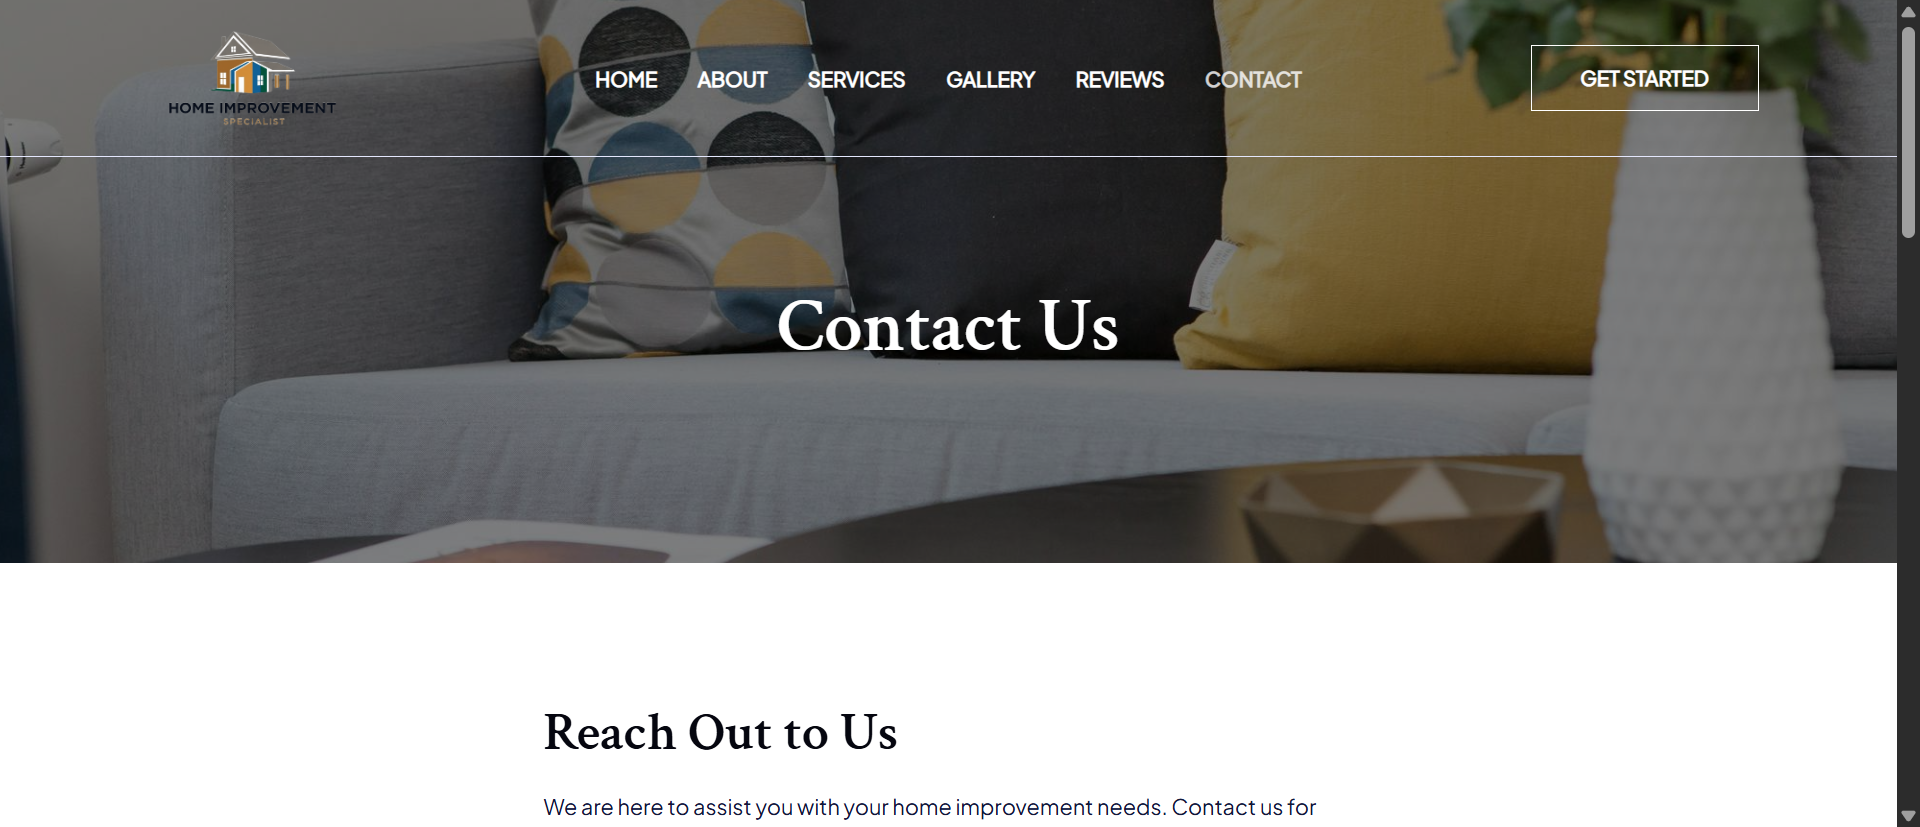 HOME IMPROVEMENT
SPECIALIST
HOME ABOUT SERVICES GALLERY REVIEWS CONTACT
GET STARTED
Contact Us
Reach Out to Us
We are here to assist you with your home improvement needs. Contact us for